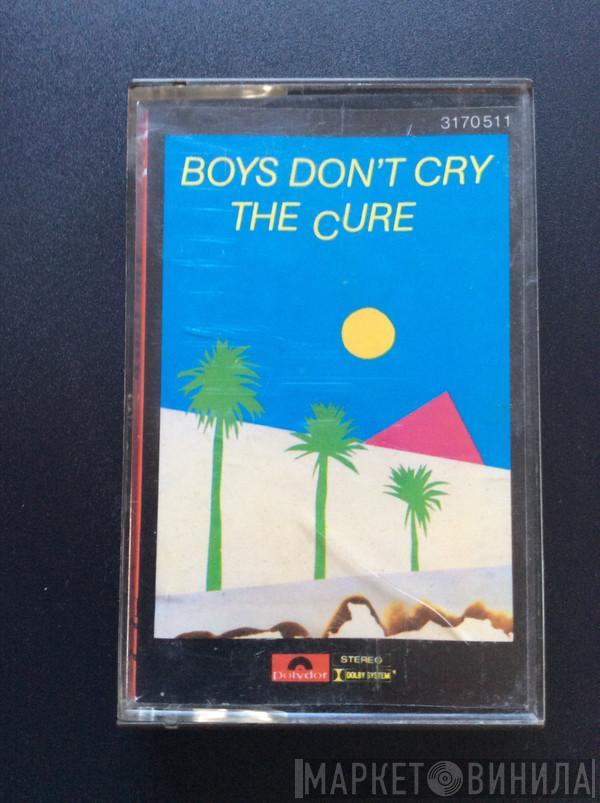 3170511
BOYS DON'T CRY
THE CURE
Polydor
STEREO
DOLBY SYSTEM
МАРКЕТ ВИНИЛА